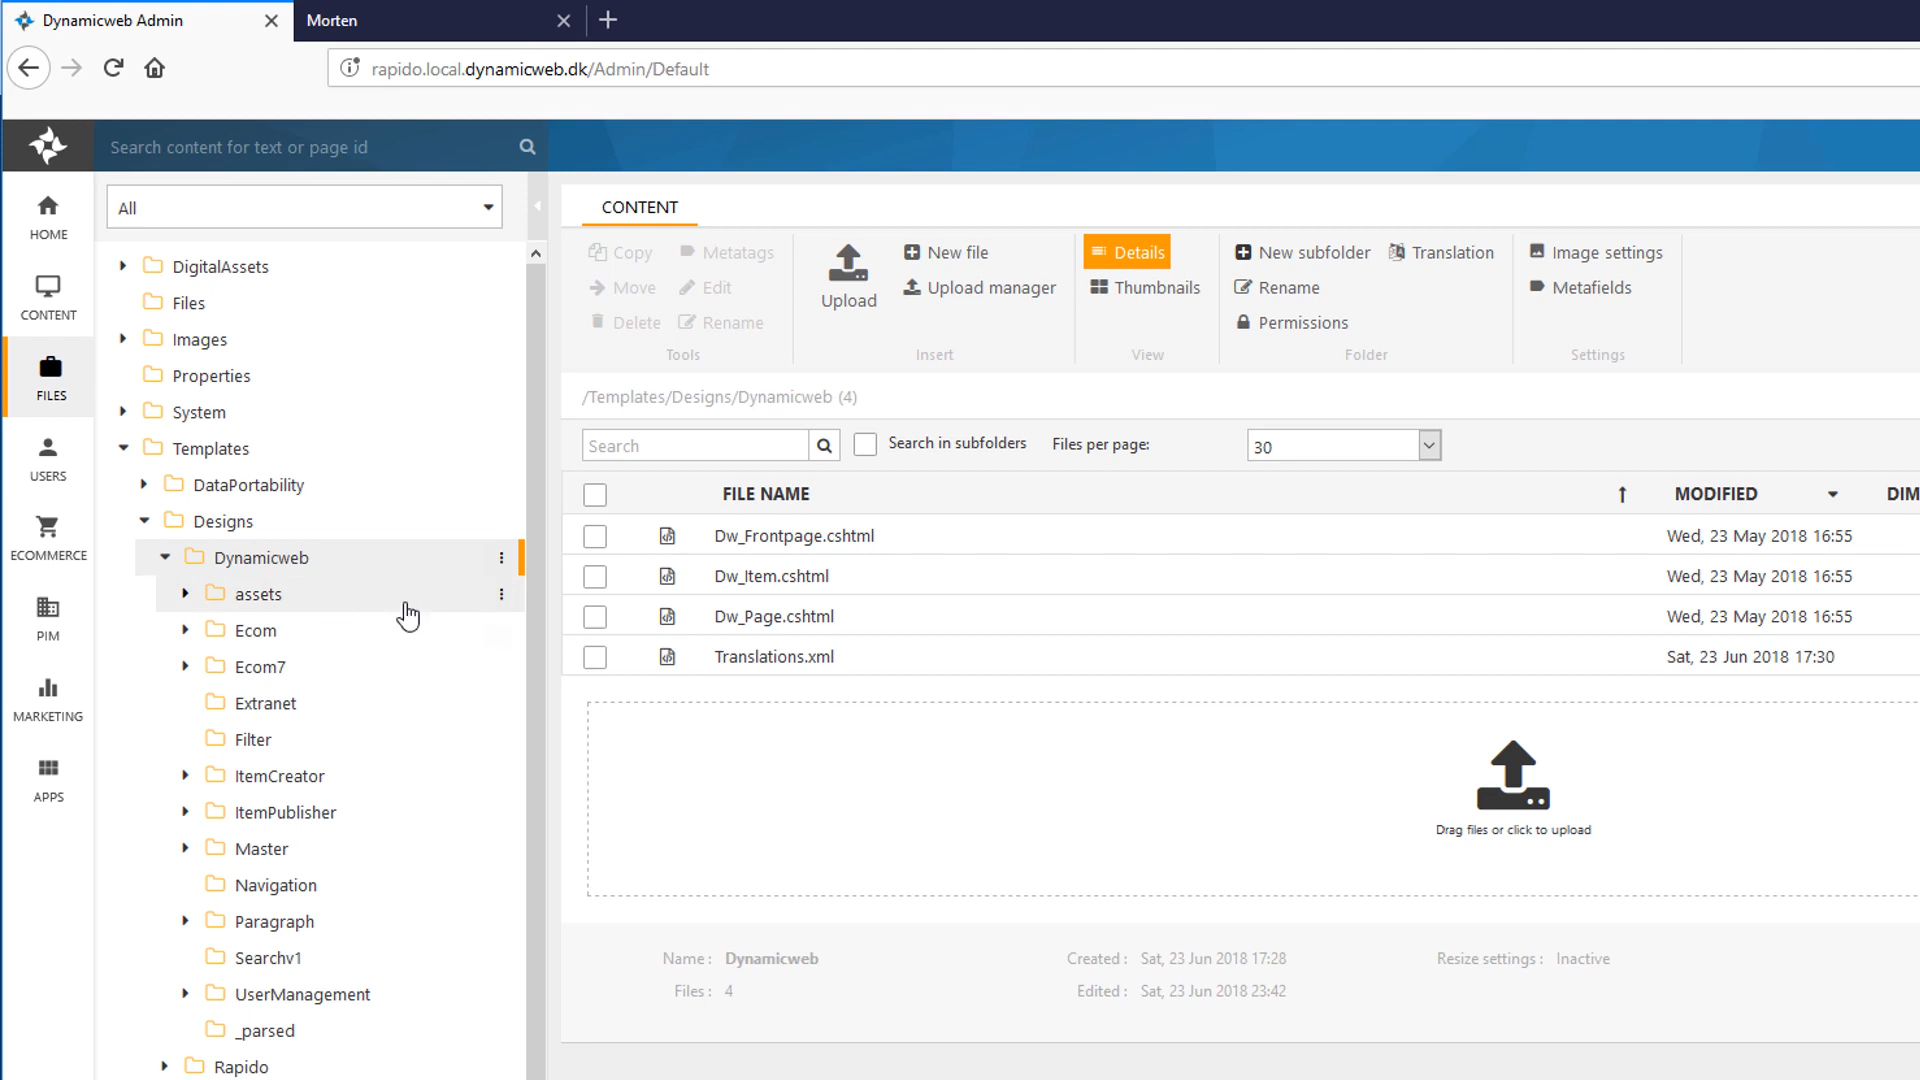 Dynamicweb Admin
Morten
rapido.local.dynamicweb.dk/Admin/Default
Search content for text or page id
HOME
CONTENT
FILES
USERS
ECOMMERCE
PIM
MARKETING
APPS
All
DigitalAssets
Files
Images
Properties
System
Templates
DataPortability
Designs
Dynamicweb
assets
Ecom
Ecom7
Extranet
Filter
ItemCreator
ItemPublisher
Master
Navigation
Paragraph
Searchv1
UserManagement
_parsed
Rapido
CONTENT
Copy
Metatags
Move
Edit
Delete
Rename
Tools
Upload
New file
Upload manager
Insert
Details
Thumbnails
View
New subfolder
Translation
Rename
Permissions
Folder
Image settings
Metafields
Settings
/Templates/Designs/Dynamicweb (4)
Search
Search in subfolders
Files per page:
30
FILE NAME
MODIFIED
DIM
Dw_Frontpage.cshtml
Wed, 23 May 2018 16:55
Dw_Item.cshtml
Wed, 23 May 2018 16:55
Dw_Page.cshtml
Wed, 23 May 2018 16:55
Translations.xml
Sat, 23 Jun 2018 17:30
Drag files or click to upload
Name : Dynamicweb
Created : Sat, 23 Jun 2018 17:28
Resize settings : Inactive
Files : 4
Edited : Sat, 23 Jun 2018 23:42